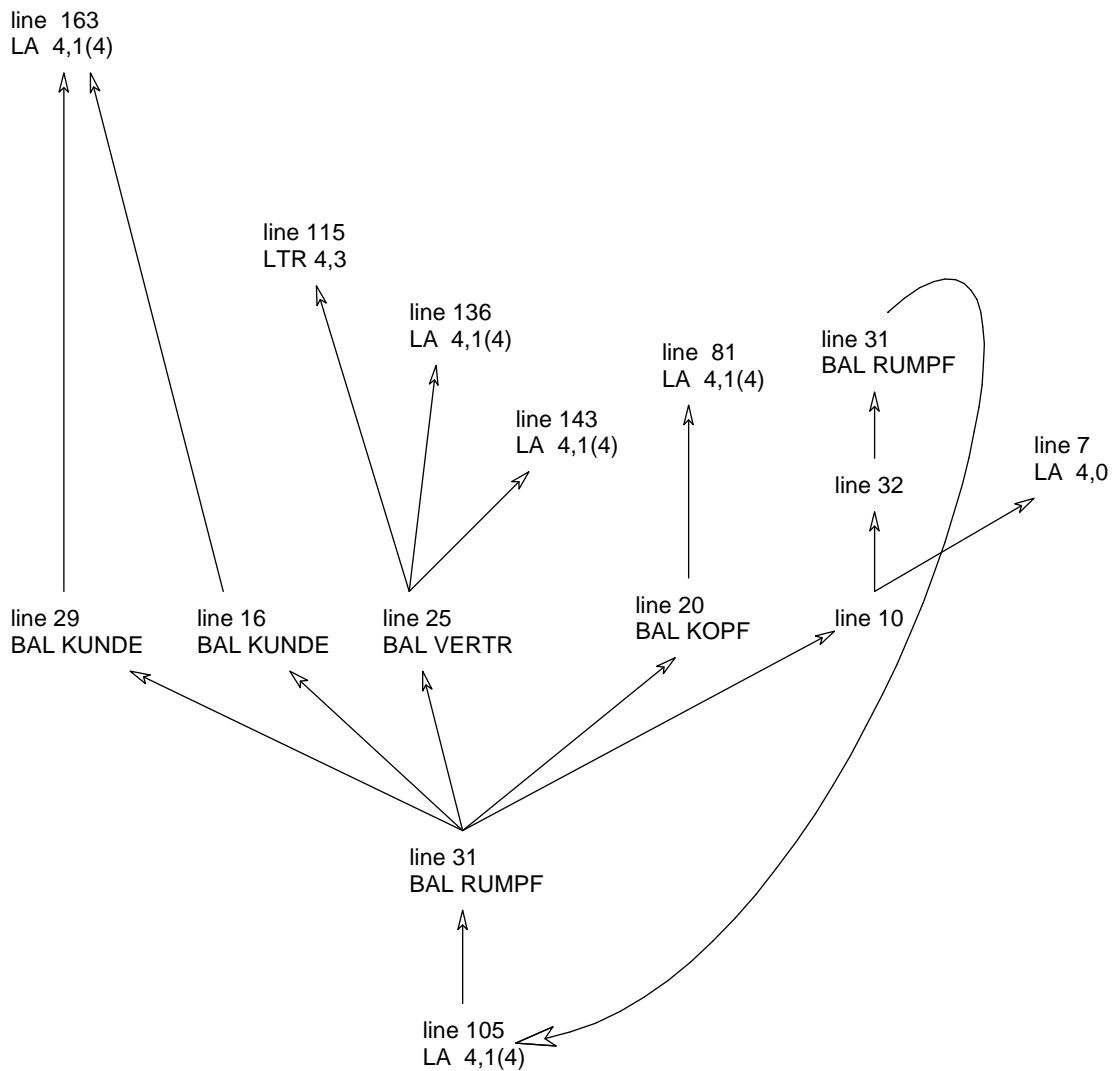 line 163
LA 4,1(4)
line 115
LTR 4,3
line 136
LA 4,1(4)
line 81
LA 4,1(4)
line 31
BAL RUMPF
line 143
LA 4,1(4)
line 7
LA 4,0
line 32
line 29
BAL KUNDE
line 16
BAL KUNDE
line 25
BAL VERTR
line 20
BAL KOPF
line 10
line 31
BAL RUMPF
line 105
LA 4,1(4)